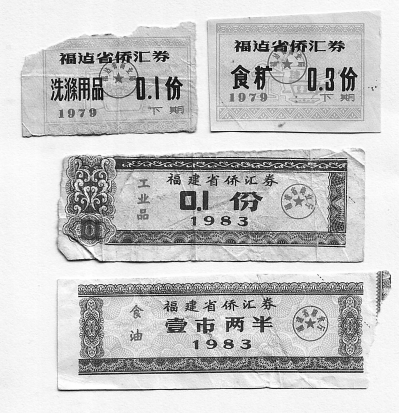 福迠省侨汇券
洗涤用品 0.1份
1979 下期
福迠省侨汇券
食糖 0.3份
1979 下期
福建省侨汇券
工业品
0.1份
1983
福建省侨汇券
食油
壹市两半
1983